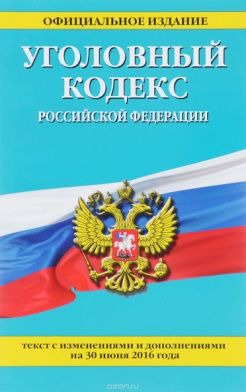 ОФИЦИАЛЬНОЕ ИЗДАНИЕ
УГОЛОВНЫЙ
КОДЕКС
РОССИЙСКОЙ ФЕДЕРАЦИИ
текст с изменениями и дополнениями
на 30 июня 2016 года
ozon.ru